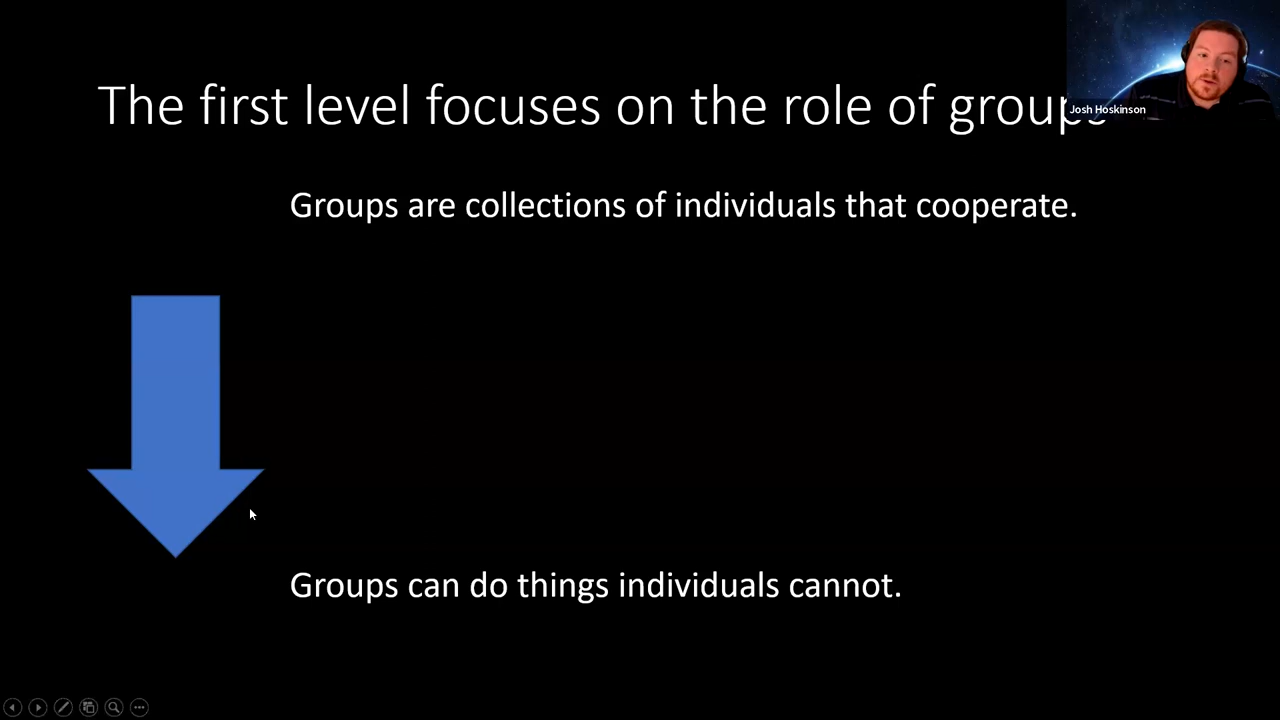 The first level focuses on the role of groups
Josh Hoskinson
Groups are collections of individuals that cooperate.
Groups can do things individuals cannot.